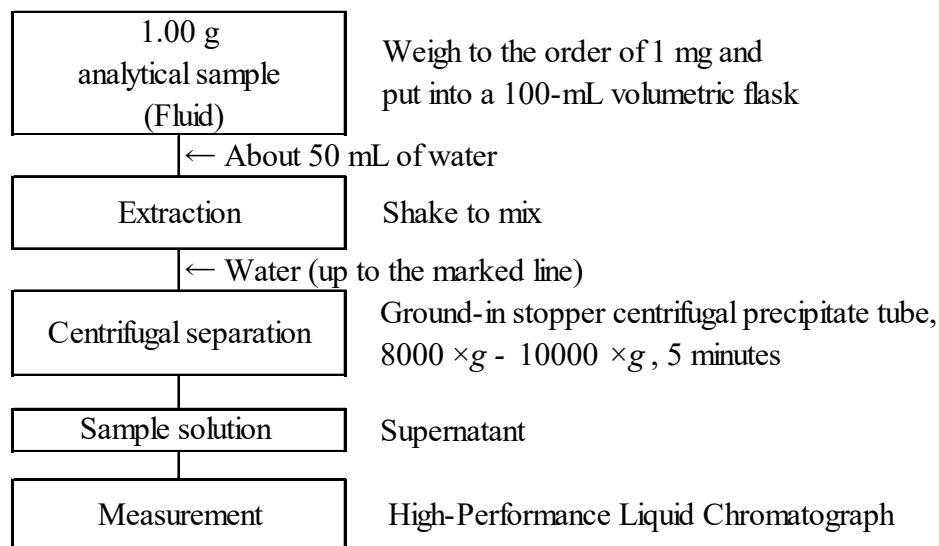 1.00 g
analytical sample
(Fluid)
Weigh to the order of 1 mg and
put into a 100-mL volumetric flask
← About 50 mL of water
Extraction
Shake to mix
← Water (up to the marked line)
Centrifugal separation
Ground-in stopper centrifugal precipitate tube,
8000 ×g - 10000 ×g , 5 minutes
Sample solution
Supernatant
Measurement
High-Performance Liquid Chromatograph